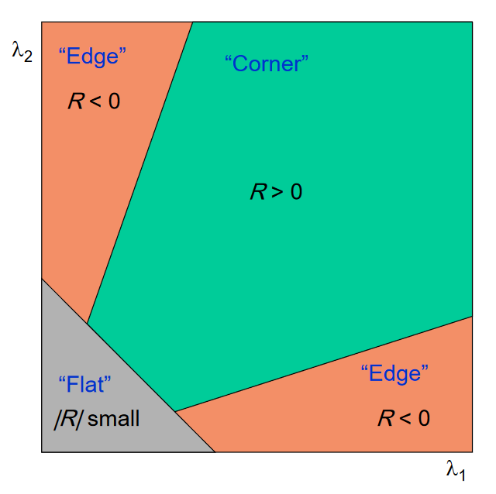 λ2
“Edge”
R < 0
“Corner”
R > 0
“Flat”
/R/ small
“Edge”
R < 0
λ1